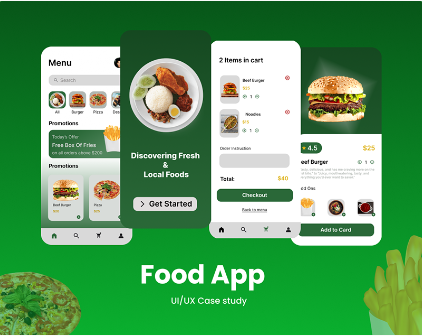 Menu
Search
All
Burger
Pizza
Promotions
Today's Offer
Free Box Of Fries
on all orders above $200
Promotions
Beef Burger
Pizza
Discovering Fresh
&
Local Foods
> Get Started
2 Items in cart
Beef Burger
$25
1
Noodles
1
Order Instruction
Total:
$40
Checkout
Back to menu
4.5
$25
eef Burger
1
Add to Card
Food App
UI/UX Case study